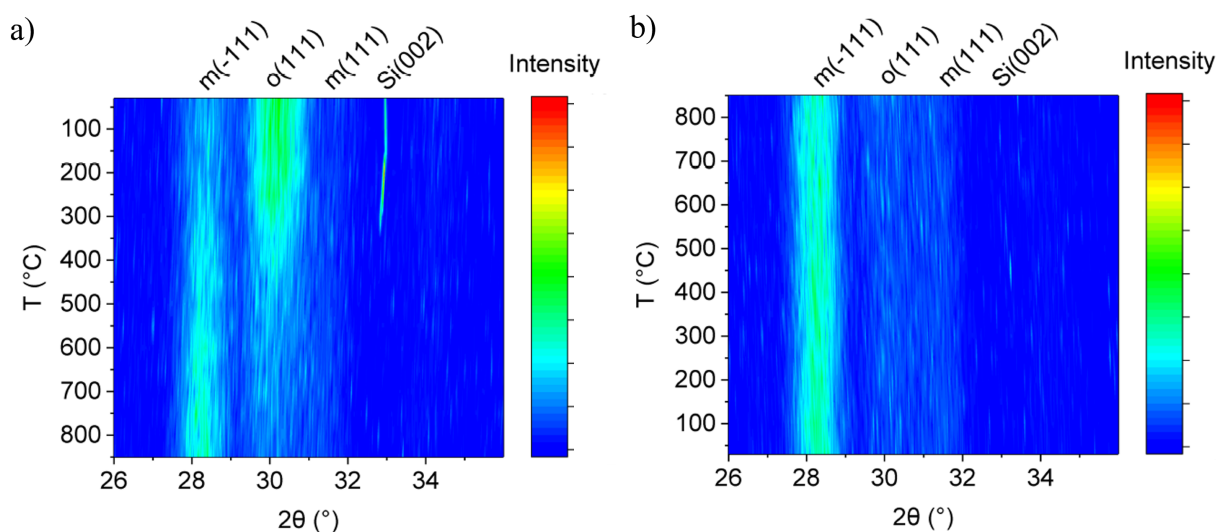 a)
m(-111)
o(111)
m(111)
Si(002)
Intensity
100
200
300
400
500
600
700
800
T (°C)
26
28
30
32
34
2θ (°)
b)
m(-111)
o(111)
m(111)
Si(002)
Intensity
800
700
600
500
400
300
200
100
T (°C)
26
28
30
32
34
2θ (°)